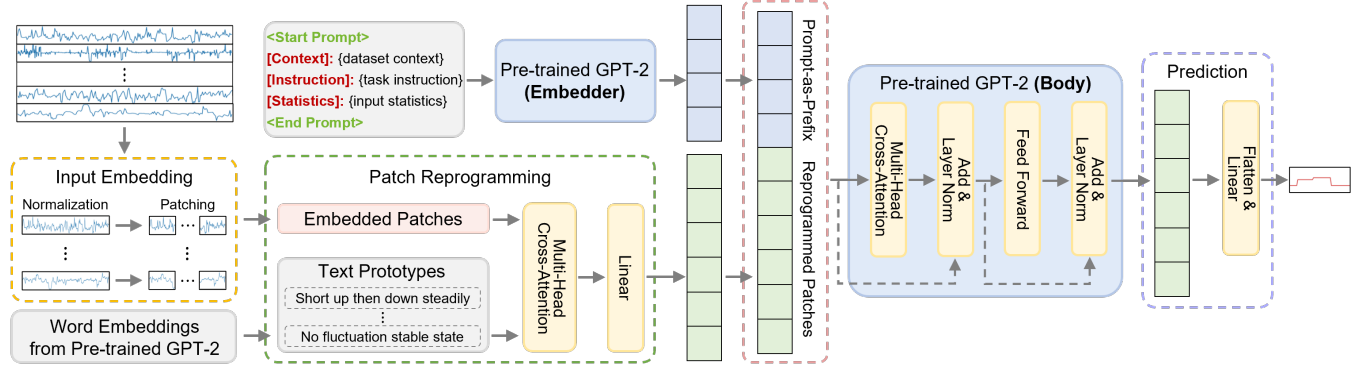 <Start Prompt>
[Context]: {dataset context}
[Instruction]: {task instruction}
[Statistics]: {input statistics}
<End Prompt>
Pre-trained GPT-2
(Embedder)
Input Embedding
Normalization
Patching
Word Embeddings
from Pre-trained GPT-2
Patch Reprogramming
Embedded Patches
Text Prototypes
Short up then down steadily
No fluctuation stable state
Multi-Head
Cross-Attention
Linear
Prompt-as-Prefix
Reprogrammed Patches
Pre-trained GPT-2 (Body)
Multi-Head
Cross-Attention
Add &
Layer Norm
Feed Forward
Add &
Layer Norm
Prediction
Flatten &
Linear